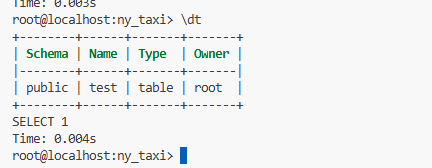 Time: 0.003s
root@localhost:ny_taxi> \dt
+--------+------+-------+-------+
| Schema | Name | Type  | Owner |
|--------+------+-------+-------|
| public | test | table | root  |
+--------+------+-------+-------+
SELECT 1
Time: 0.004s
root@localhost:ny_taxi>